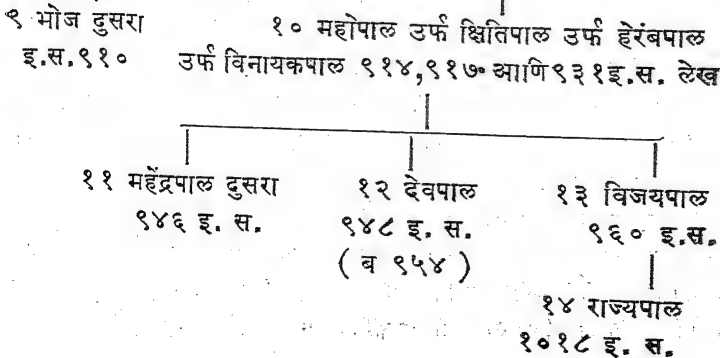 ९ भोज दुसरा
इ.स.९१०
१० महोपाल उर्फ क्षितिपाल उर्फ हेरंबपाल
उर्फ विनायकपाल ९१४,९१७ आणि ९३१इ.स. लेख
११ महेंद्रपाल दुसरा
९४६ इ. स.
१२ देवपाल
९४८ इ. स.
( ब ९५४ )
१३ विजयपाल
९६० इ.स.
१४ राज्यपाल
१०१८ इ. स.